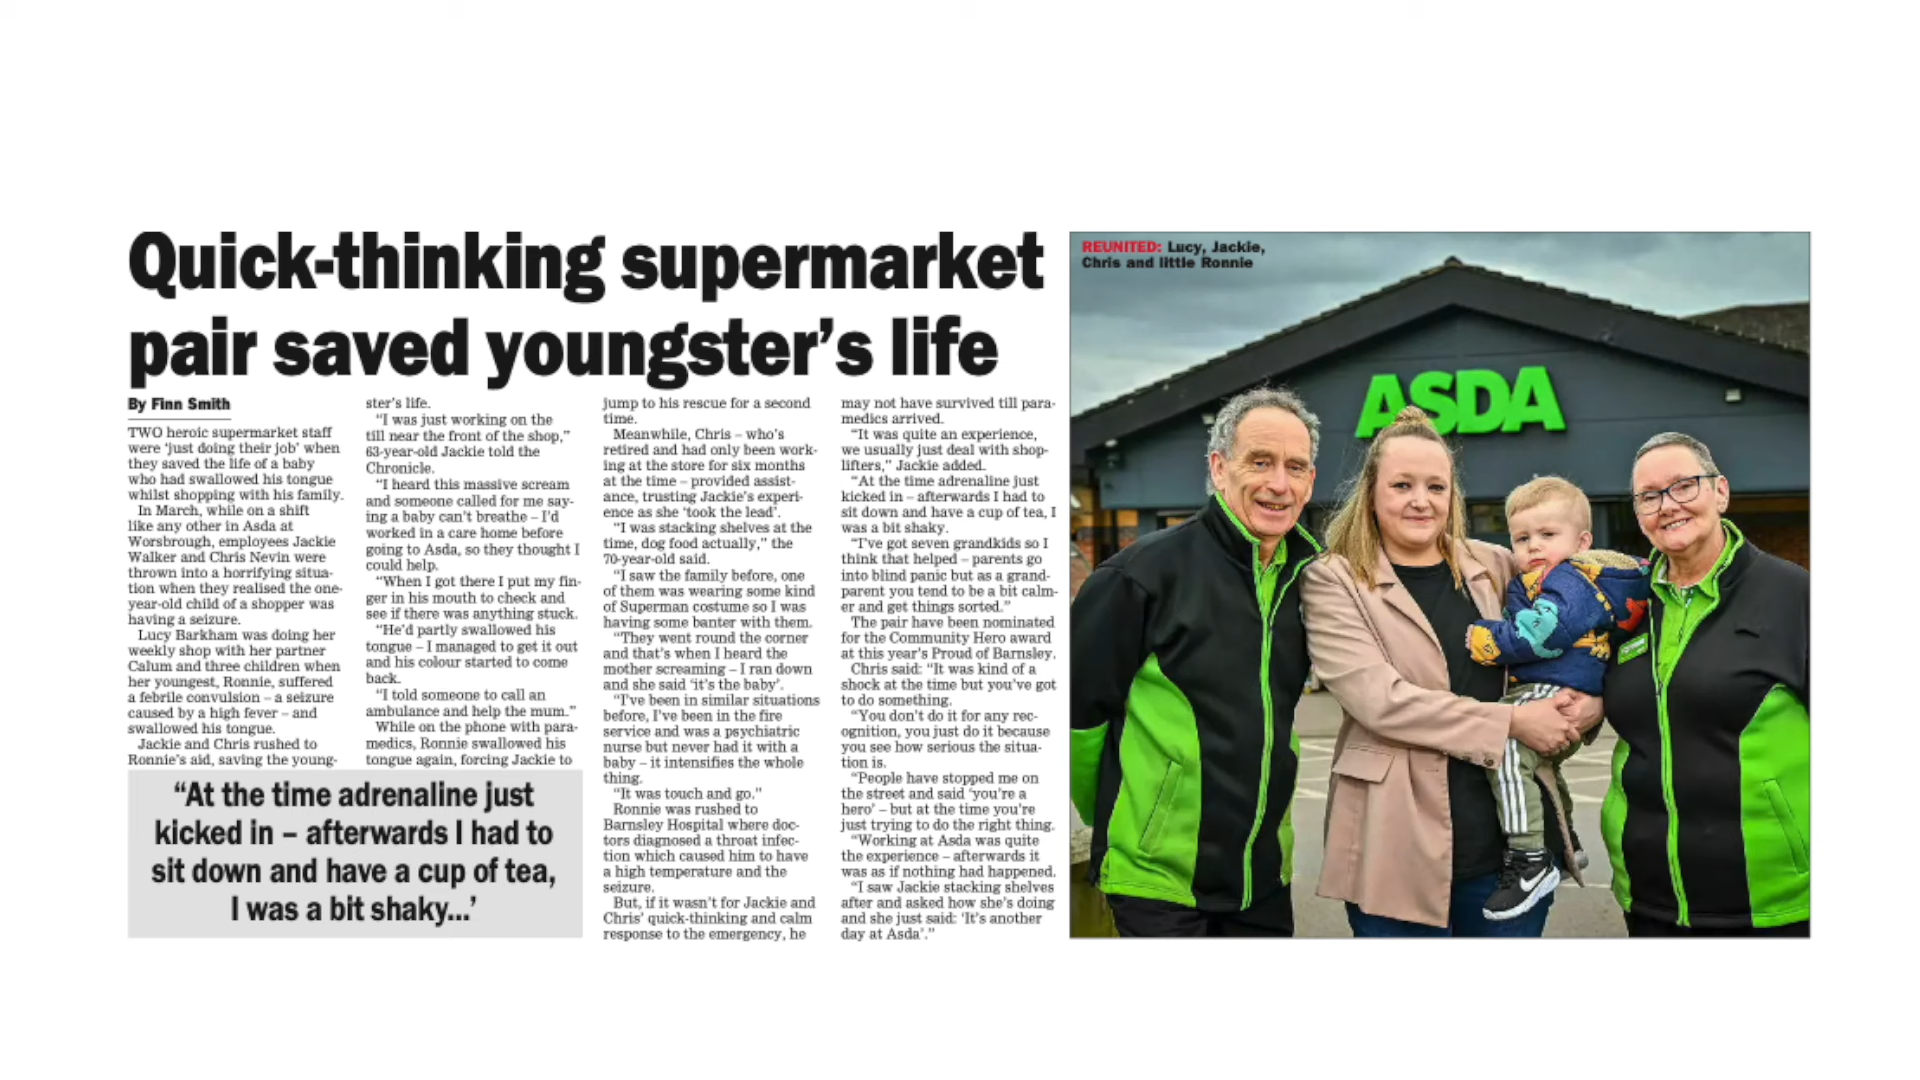 Quick-thinking supermarket
pair saved youngster's life
By Finn Smith
TWO heroic supermarket staff
were 'just doing their job' when
they saved the life of a baby
who had swallowed his tongue
whilst shopping with his family.
In March, while on a shift
like any other in Asda at
Worsbrough, employees Jackie
Walker and Chris Nevin were
thrown into a horrifying situa-
tion when they realised the one-
year-old child of a shopper was
having a seizure.
Lucy Barkham was doing her
weekly shop with her partner
Calum and three children when
her youngest, Ronnie, suffered
a febrile convulsion – a seizure
caused by a high fever – and
swallowed his tongue.
Jackie and Chris rushed to
Ronnie's aid, saving the young-
ster's life.
"I was just working on the
till near the front of the shop,"
63-year-old Jackie told the
Chronicle.
"I heard this massive scream
and someone called for me say-
ing a baby can't breathe – I'd
worked in a care home before
going to Asda, so they thought I
could help.
"When I got there I put my fin-
ger in his mouth to check and
see if there was anything stuck.
"He'd partly swallowed his
tongue – I managed to get it out
and his colour started to come
back.
"I told someone to call an
ambulance and help the mum."
While on the phone with para-
medics, Ronnie swallowed his
tongue again, forcing Jackie to
jump to his rescue for a second
time.
Meanwhile, Chris – who's
retired and had only been work-
ing at the store for six months
at the time – provided assist-
ance, trusting Jackie's experi-
ence as she 'took the lead'.
"I was stacking shelves at the
time, dog food actually," the
70-year-old said.
"I saw the family before, one
of them was wearing some kind
of Superman costume so I was
having some banter with them.
"They went round the corner
and that's when I heard the
mother screaming – I ran down
and she said 'it's the baby'.
"I've been in similar situations
before, I've been in the fire
service and was a psychiatric
nurse but never had it with a
baby – it intensifies the whole
thing.
"It was touch and go."
Ronnie was rushed to
Barnsley Hospital where doc-
tors diagnosed a throat infec-
tion which caused him to have
a high temperature and the
seizure.
But, if it wasn't for Jackie and
Chris' quick-thinking and calm
response to the emergency, he
may not have survived till para-
medics arrived.
"It was quite an experience,
we usually just deal with shop-
lifters," Jackie added.
"At the time adrenaline just
kicked in – afterwards I had to
sit down and have a cup of tea, I
was a bit shaky.
"I've got seven grandkids so I
think that helped – parents go
into blind panic but as a grand-
parent you tend to be a bit calm-
er and get things sorted."
The pair have been nominated
for the Community Hero award
at this year's Proud of Barnsley.
Chris said: "It was kind of a
shock at the time but you've got
to do something.
"You don't do it for any rec-
ognition, you just do it because
you see how serious the situa-
tion is.
"People have stopped me on
the street and said 'you're a
hero' – but at the time you're
just trying to do the right thing.
"Working at Asda was quite
the experience – afterwards it
was as if nothing had happened.
"I saw Jackie stacking shelves
after and asked how she's doing
and she just said: 'It's another
day at Asda'."
"At the time adrenaline just
kicked in – afterwards I had to
sit down and have a cup of tea,
I was a bit shaky...'
REUNITED: Lucy, Jackie,
Chris and little Ronnie
ASDA